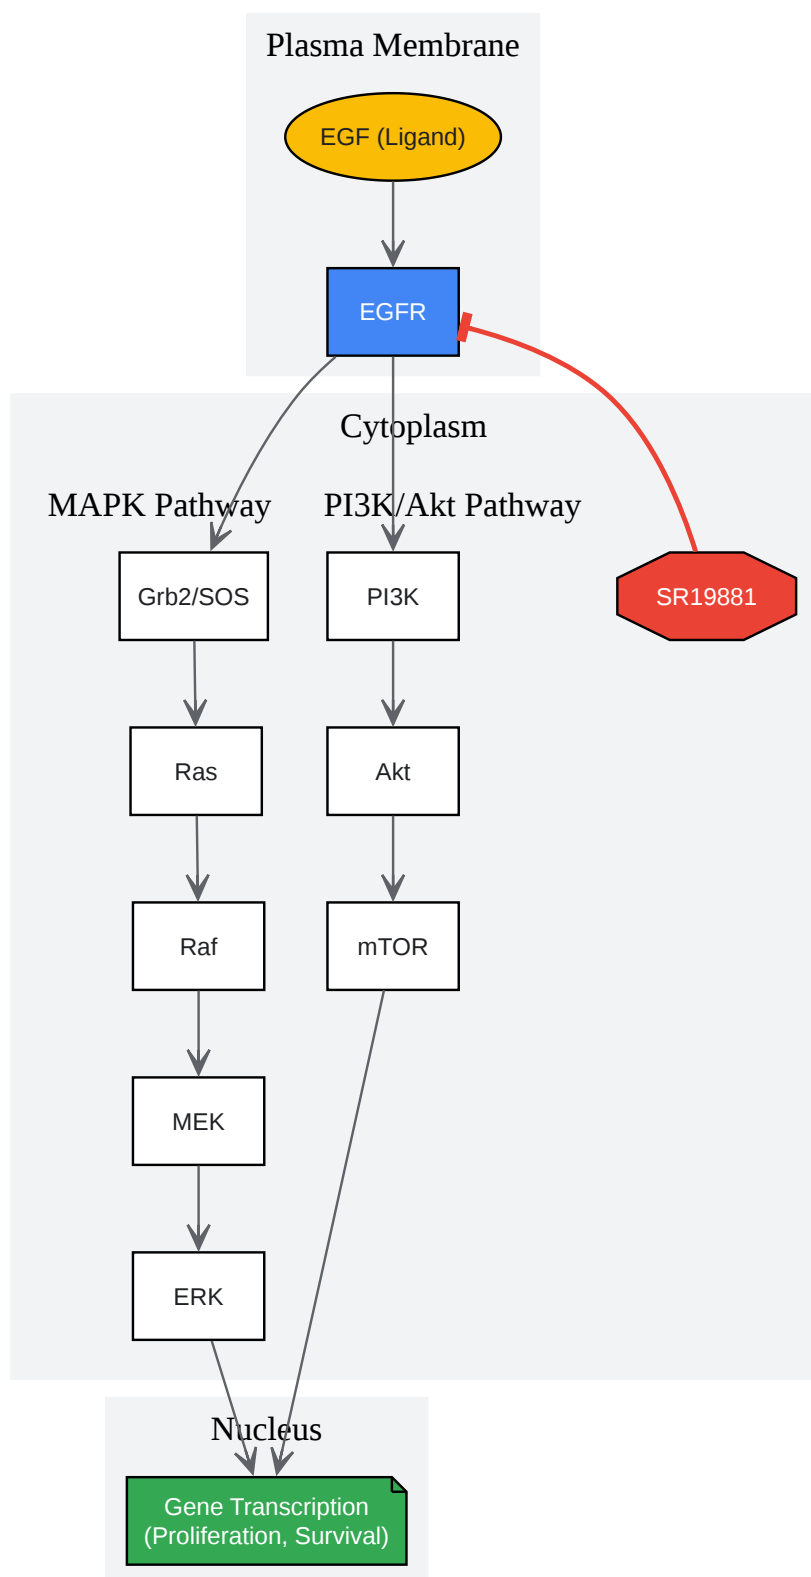 Plasma Membrane
EGF (Ligand)
EGFR
Cytoplasm
MAPK Pathway
PI3K/Akt Pathway
Grb2/SOS
PI3K
SR19881
Ras
Akt
Raf
mTOR
MEK
ERK
Nucleus
Gene Transcription
(Proliferation, Survival)